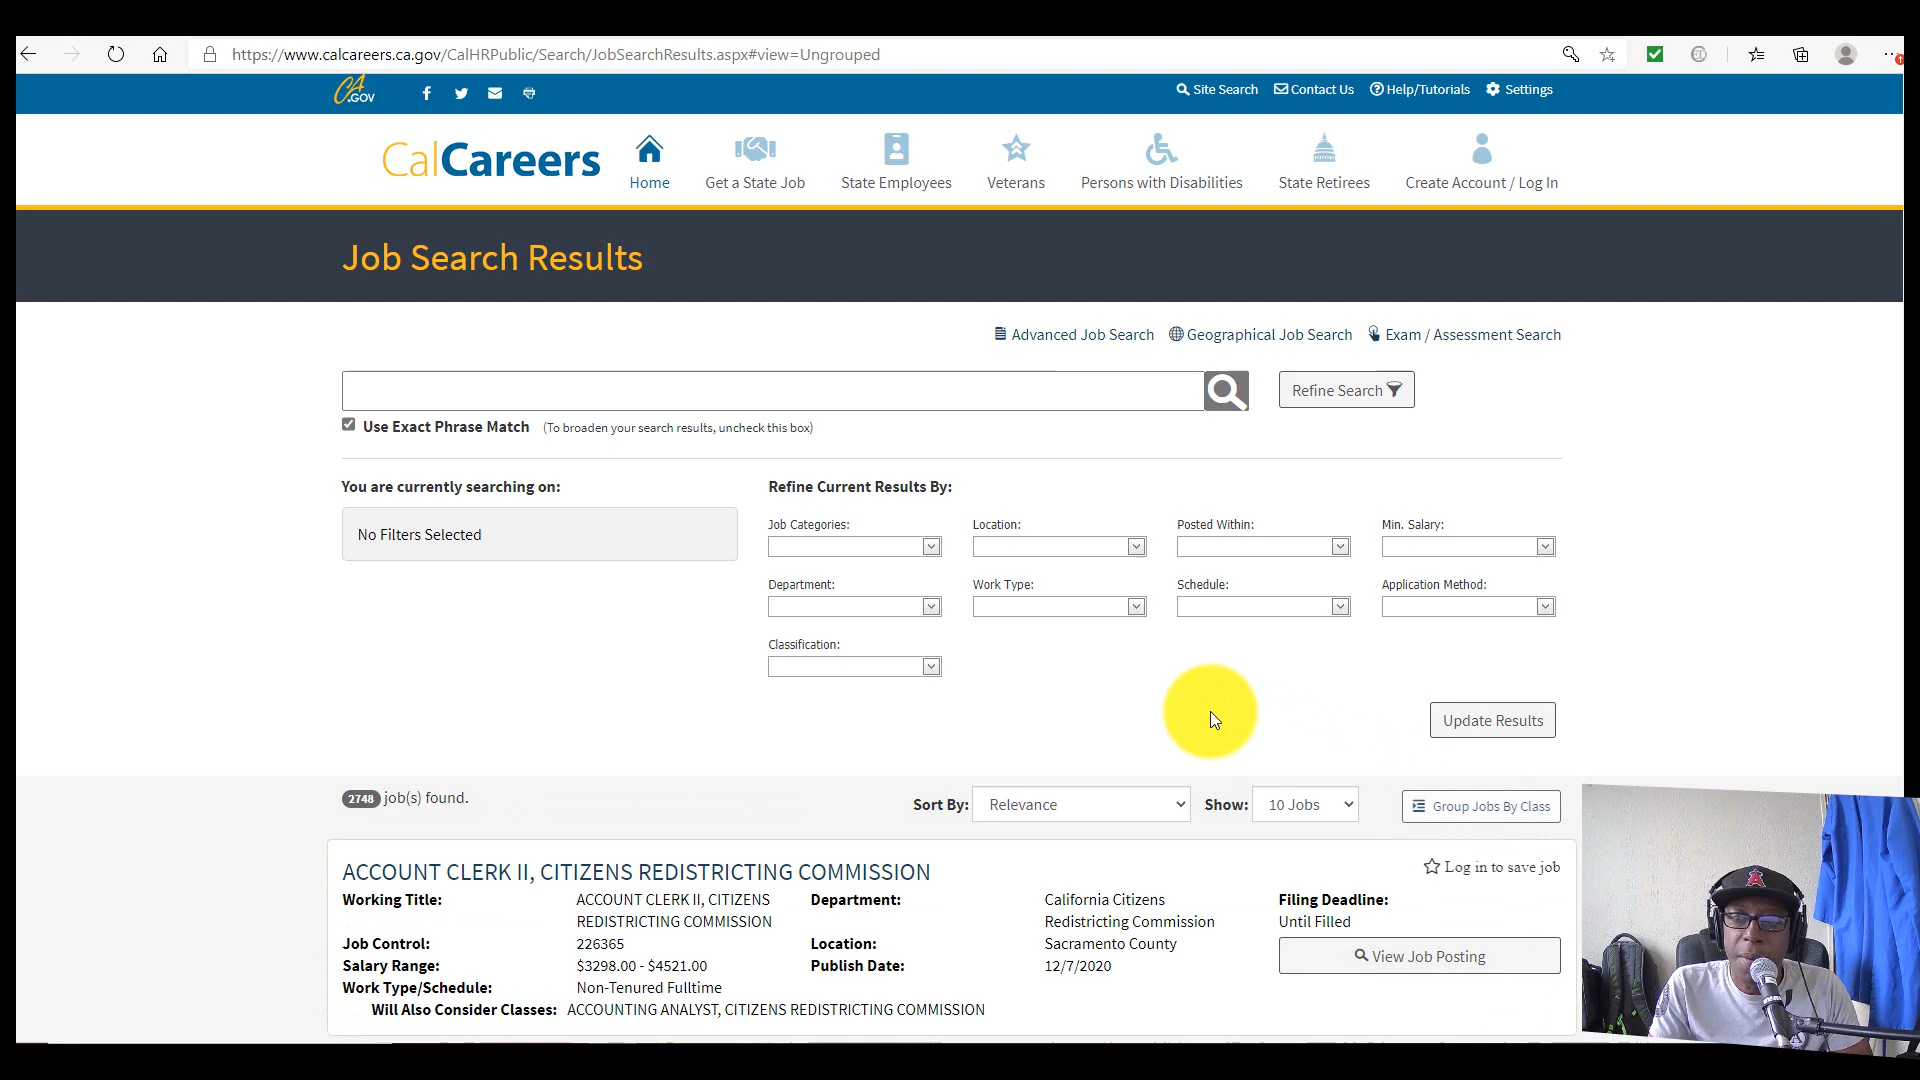 https://www.calcareers.ca.gov/CalHRPublic/Search/JobSearchResults.aspx#view=Ungrouped
CA.GOV
Site Search Contact Us Help/Tutorials Settings
CalCareers
Home Get a State Job State Employees Veterans Persons with Disabilities State Retirees Create Account / Log In
Job Search Results
Advanced Job Search Geographical Job Search Exam / Assessment Search
Refine Search
Use Exact Phrase Match (To broaden your search results, uncheck this box)
You are currently searching on:
No Filters Selected
Refine Current Results By:
Job Categories: Location: Posted Within: Min. Salary:
Department: Work Type: Schedule: Application Method:
Classification:
Update Results
2748 job(s) found.
Sort By: Relevance Show: 10 Jobs Group Jobs By Class
ACCOUNT CLERK II, CITIZENS REDISTRICTING COMMISSION
Log in to save job
Working Title: ACCOUNT CLERK II, CITIZENS
REDISTRICTING COMMISSION
Job Control: 226365
Salary Range: $3298.00 - $4521.00
Work Type/Schedule: Non-Tenured Fulltime
Department: California Citizens
Redistricting Commission
Location: Sacramento County
Publish Date: 12/7/2020
Filing Deadline:
Until Filled
View Job Posting
Will Also Consider Classes: ACCOUNTING ANALYST, CITIZENS REDISTRICTING COMMISSION
A